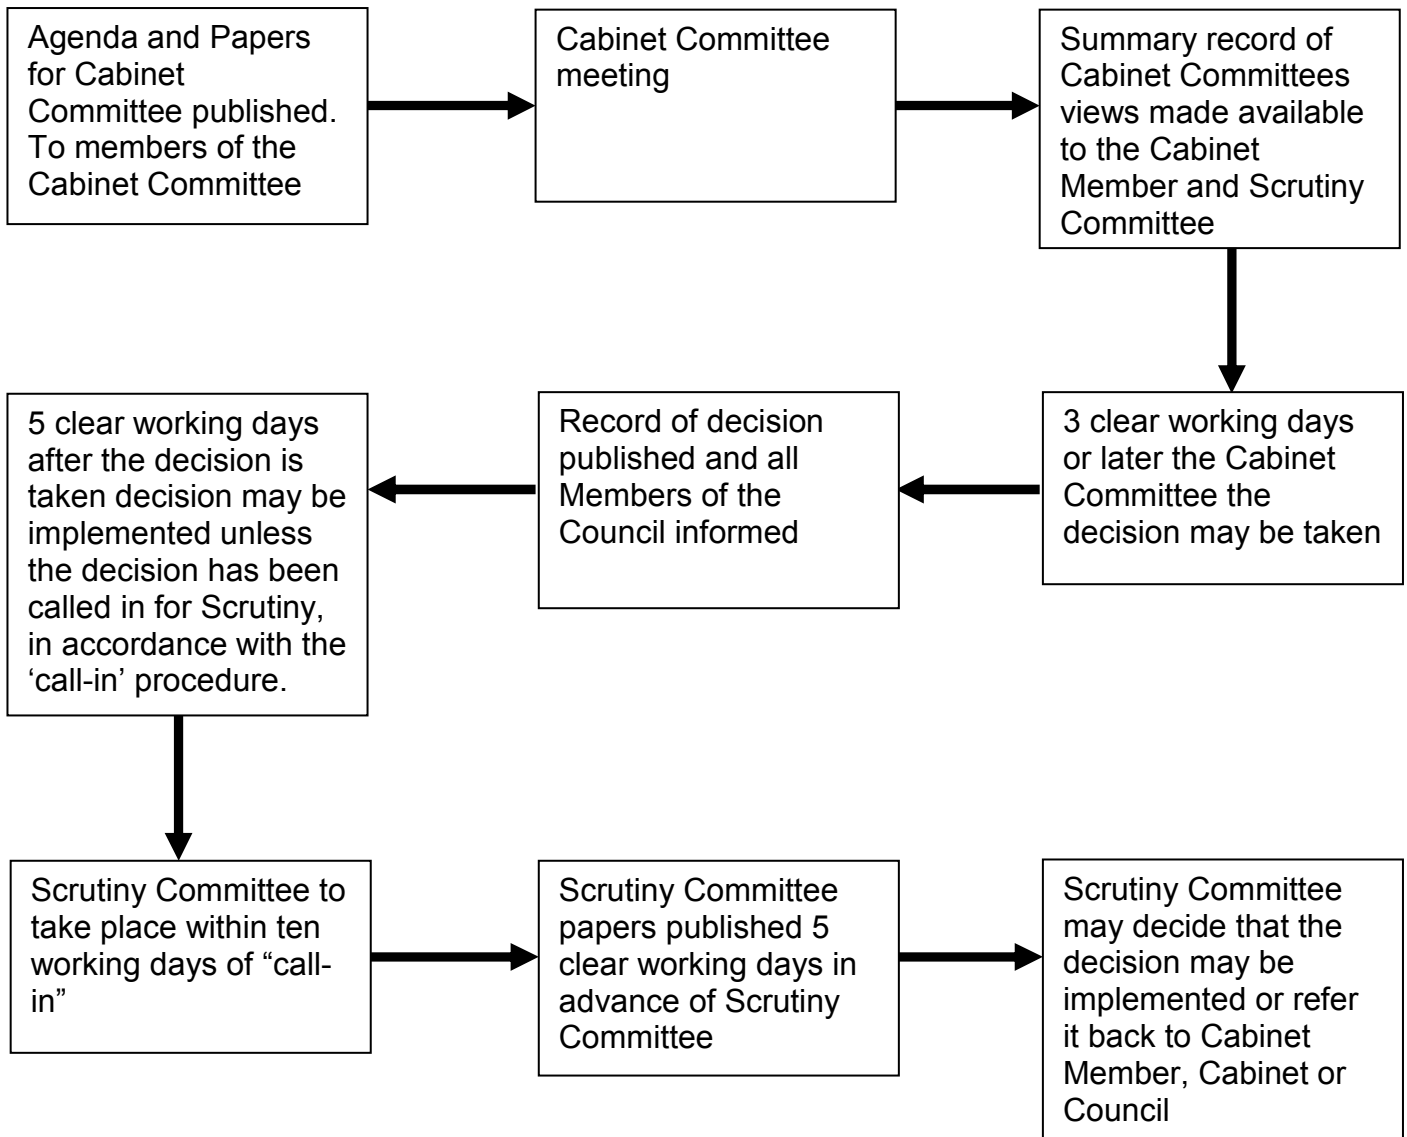 Agenda and Papers
for Cabinet
Committee published.
To members of the
Cabinet Committee
Cabinet Committee
meeting
Summary record of
Cabinet Committees
views made available
to the Cabinet
Member and Scrutiny
Committee
3 clear working days
or later the Cabinet
Committee the
decision may be taken
Record of decision
published and all
Members of the
Council informed
5 clear working days
after the decision is
taken decision may be
implemented unless
the decision has been
called in for Scrutiny,
in accordance with the
‘call-in’ procedure.
Scrutiny Committee to
take place within ten
working days of “call-
in”
Scrutiny Committee
papers published 5
clear working days in
advance of Scrutiny
Committee
Scrutiny Committee
may decide that the
decision may be
implemented or refer
it back to Cabinet
Member, Cabinet or
Council